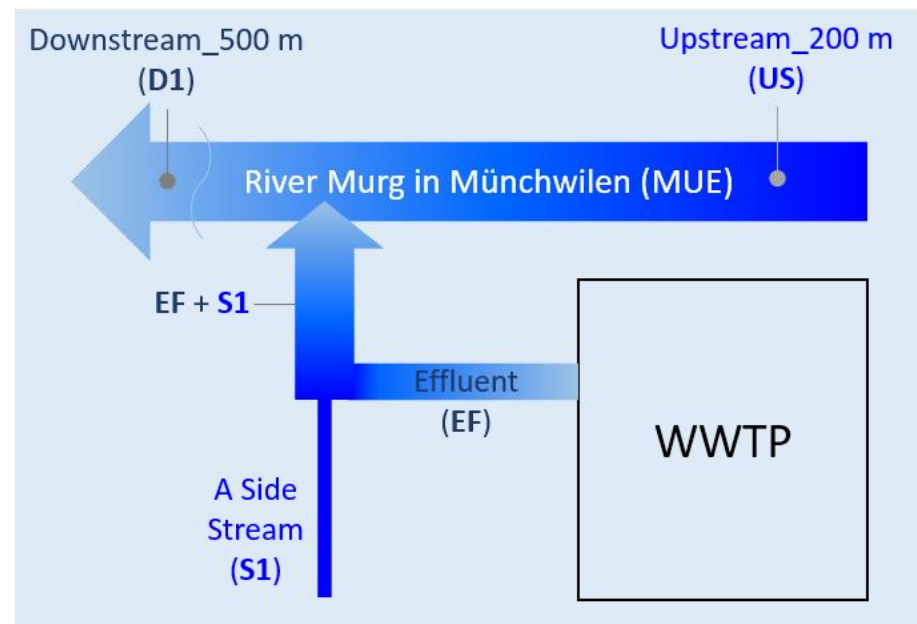 Downstream_500 m
(D1)
Upstream_200 m
(US)
River Murg in Münchwilen (MUE)
EF + S1
Effluent
(EF)
WWTP
A Side
Stream
(S1)